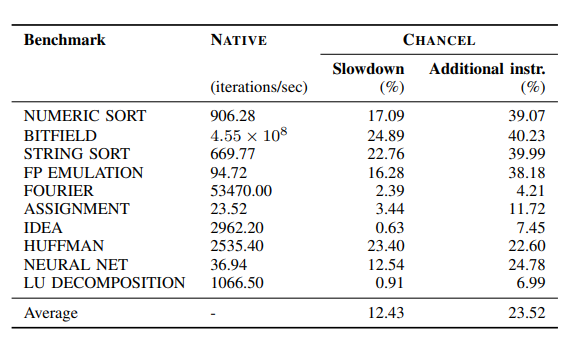 Benchmark NATIVE CHANCEL
Slowdown Additional instr.
(iterations/sec) (%) (%)
NUMERIC SORT 906.28 17.09 39.07
BITFIELD 4.55 × 10⁸ 24.89 40.23
STRING SORT 669.77 22.76 39.99
FP EMULATION 94.72 16.28 38.18
FOURIER 53470.00 2.39 4.21
ASSIGNMENT 23.52 3.44 11.72
IDEA 2962.20 0.63 7.45
HUFFMAN 2535.40 23.40 22.60
NEURAL NET 36.94 12.54 24.78
LU DECOMPOSITION 1066.50 0.91 6.99
Average - 12.43 23.52